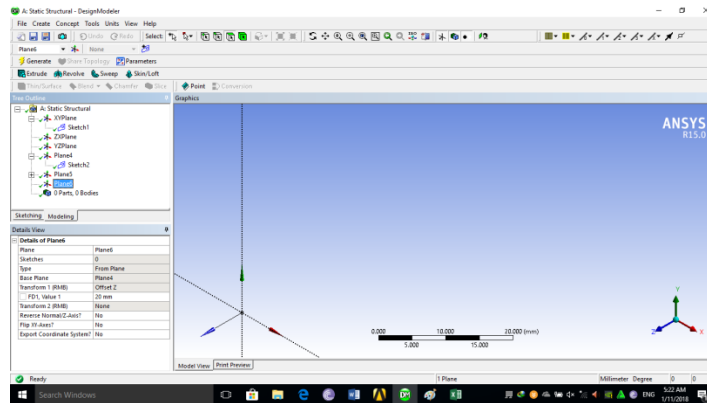 A: Static Structural - DesignModeler
File Create Concept Tools Units View Help
Undo Redo Select:
Plane6 None
Generate Share Topology Parameters
Extrude Revolve Sweep Skin/Loft
Thin/Surface Blend Chamfer Slice Point Conversion
Tree Outline Graphics
A: Static Structural
XYPlane
Sketch1
ZXPlane
YZPlane
Plane4
Sketch2
Plane5
Plane6
0 Parts, 0 Bodies
ANSYS
R15.0
Sketching Modeling
Details View
Details of Plane6
Plane Plane6
Sketches 0
Type From Plane
Base Plane Plane4
Transform 1 (RMB) Offset Z
FD1, Value 1 20 mm
Transform 2 (RMB) None
Reverse Normal/Z-Axis? No
Flip XY-Axes? No
Export Coordinate System? No
0.000 10.000 20.000 (mm)
5.000 15.000
Y
Z X
Model View Print Preview
Ready 1 Plane Millimeter Degree 0 0
Search Windows ENG 5:22 AM
1/11/2018